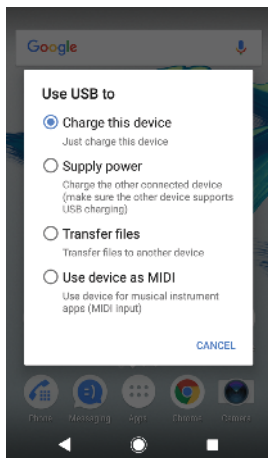 Google
Use USB to
Charge this device
Just charge this device
Supply power
Charge the other connected device
(make sure the other device supports
USB charging)
Transfer files
Transfer files to another device
Use device as MIDI
Use device for musical instrument
apps (MIDI input)
CANCEL
Phone Messaging Apps Chrome Camera